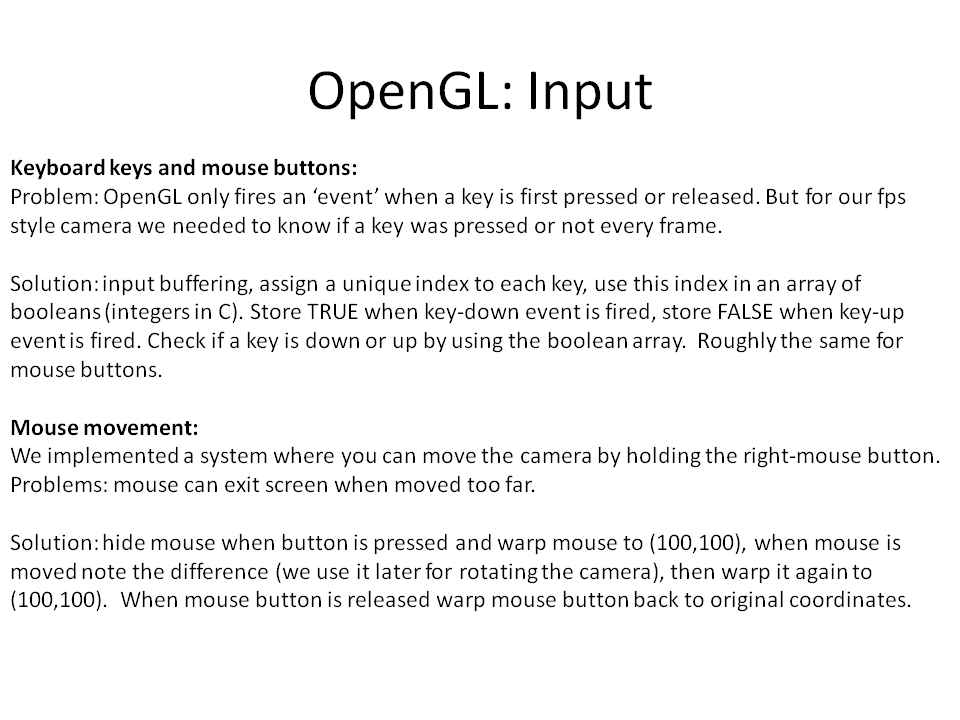 OpenGL: Input
Keyboard keys and mouse buttons:
Problem: OpenGL only fires an ‘event’ when a key is first pressed or released. But for our fps
style camera we needed to know if a key was pressed or not every frame.
Solution: input buffering, assign a unique index to each key, use this index in an array of
booleans (integers in C). Store TRUE when key-down event is fired, store FALSE when key-up
event is fired. Check if a key is down or up by using the boolean array.  Roughly the same for
mouse buttons.
Mouse movement:
We implemented a system where you can move the camera by holding the right-mouse button.
Problems: mouse can exit screen when moved too far.
Solution: hide mouse when button is pressed and warp mouse to (100,100), when mouse is
moved note the difference (we use it later for rotating the camera), then warp it again to
(100,100).  When mouse button is released warp mouse button back to original coordinates.